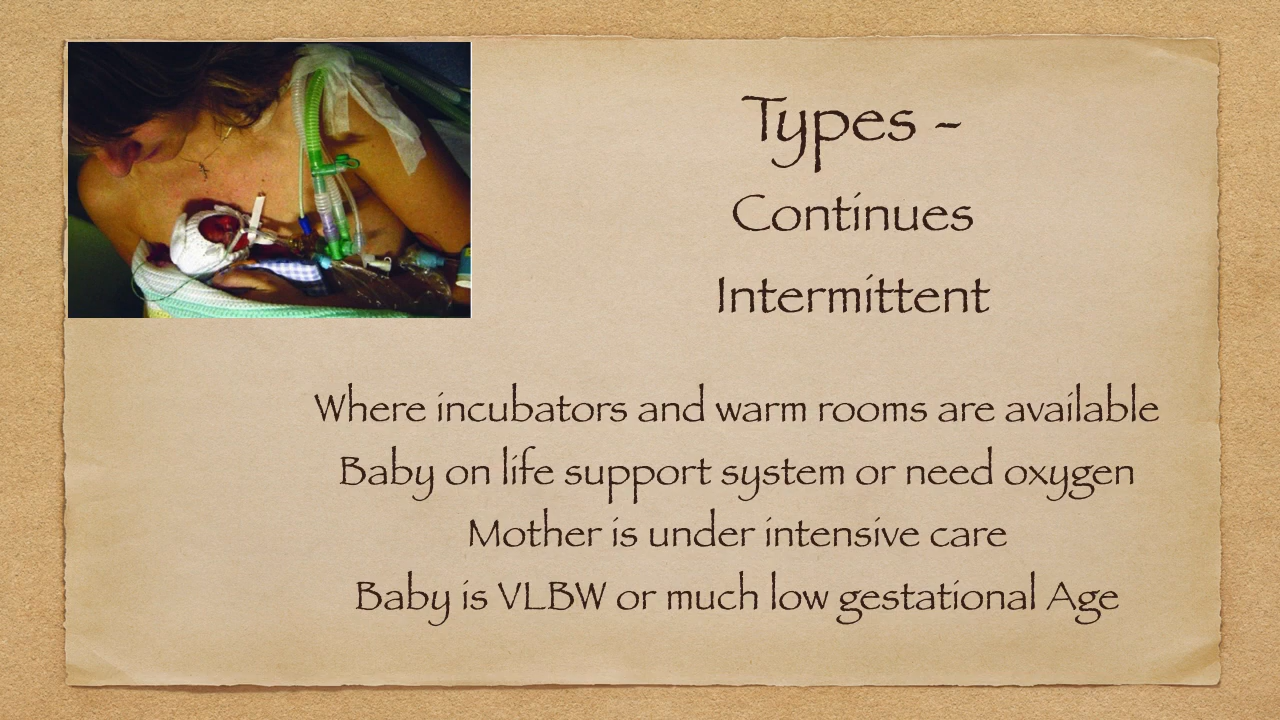 Types -
Continues
Intermittent
Where incubators and warm rooms are available
Baby on life support system or need oxygen
Mother is under intensive care
Baby is VLBW or much low gestational Age